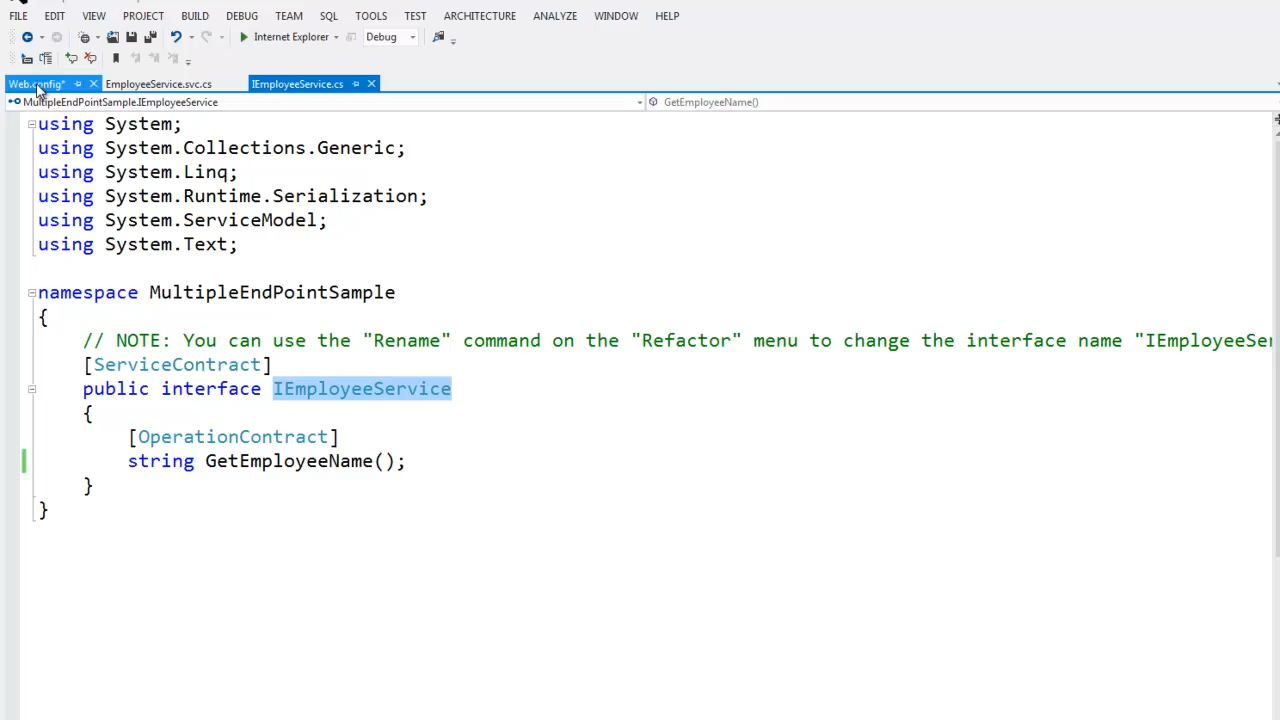 FILE EDIT VIEW PROJECT BUILD DEBUG TEAM SQL TOOLS TEST ARCHITECTURE ANALYZE WINDOW HELP
Internet Explorer Debug
Web.config* EmployeeService.svc.cs IEmployeeService.cs
MultipleEndPointSample.IEmployeeService GetEmployeeName()
using System;
using System.Collections.Generic;
using System.Linq;
using System.Runtime.Serialization;
using System.ServiceModel;
using System.Text;
namespace MultipleEndPointSample
{
// NOTE: You can use the "Rename" command on the "Refactor" menu to change the interface name "IEmployeeSer
[ServiceContract]
public interface IEmployeeService
{
[OperationContract]
string GetEmployeeName();
}
}